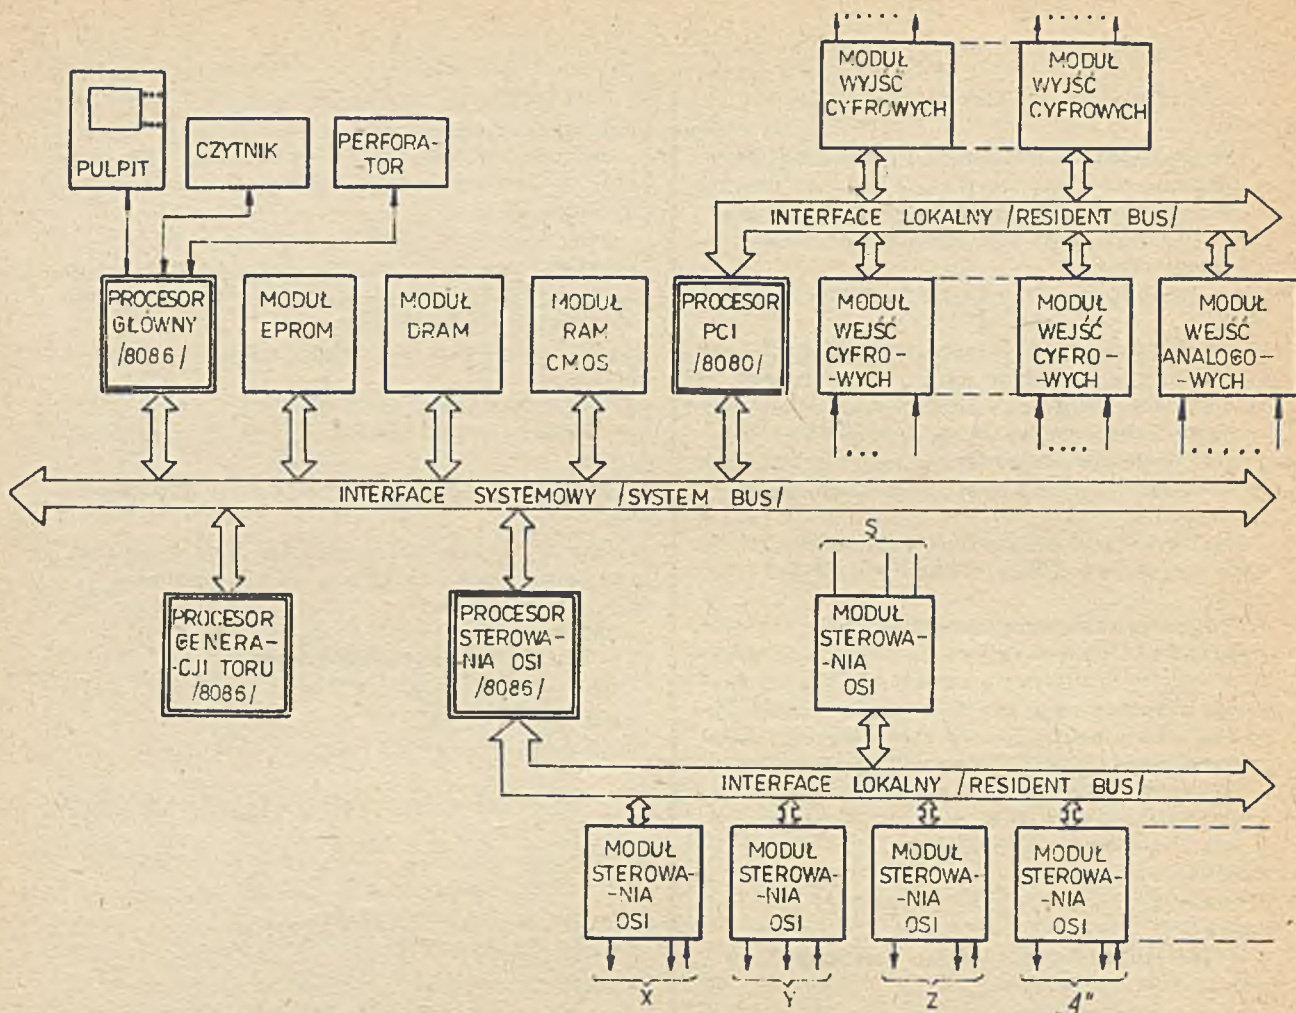 MODUŁ
WYJŚĆ
CYFROWYCH
MODUŁ
WYJŚĆ
CYFROWYCH
PULPIT
CZYTNIK
PERFORA-
TOR
INTERFACE LOKALNY /RESIDENT BUS/
PROCESOR
GŁÓWNY
/8086/
MODUŁ
EPROM
MODUŁ
DRAM
MODUŁ
RAM
CMOS
PROCESOR
PCI
/8080/
MODUŁ
WEJŚĆ
CYFRO-
-WYCH
MODUŁ
WEJŚĆ
CYFRO-
-WYCH
MODUŁ
WEJŚĆ
ANALOGO-
-WYCH
INTERFACE SYSTEMOWY /SYSTEM BUS/
PROCESOR
GENERA-
-CJI TORU
/8086/
PROCESOR
STEROWA-
-NIA OSI
/8086/
S
MODUŁ
STEROWA-
-NIA
OSI
INTERFACE LOKALNY /RESIDENT BUS/
MODUŁ
STEROWA-
-NIA
OSI
MODUŁ
STEROWA-
-NIA
OSI
MODUŁ
STEROWA-
-NIA
OSI
MODUŁ
STEROWA-
-NIA
OSI
X
Y
Z